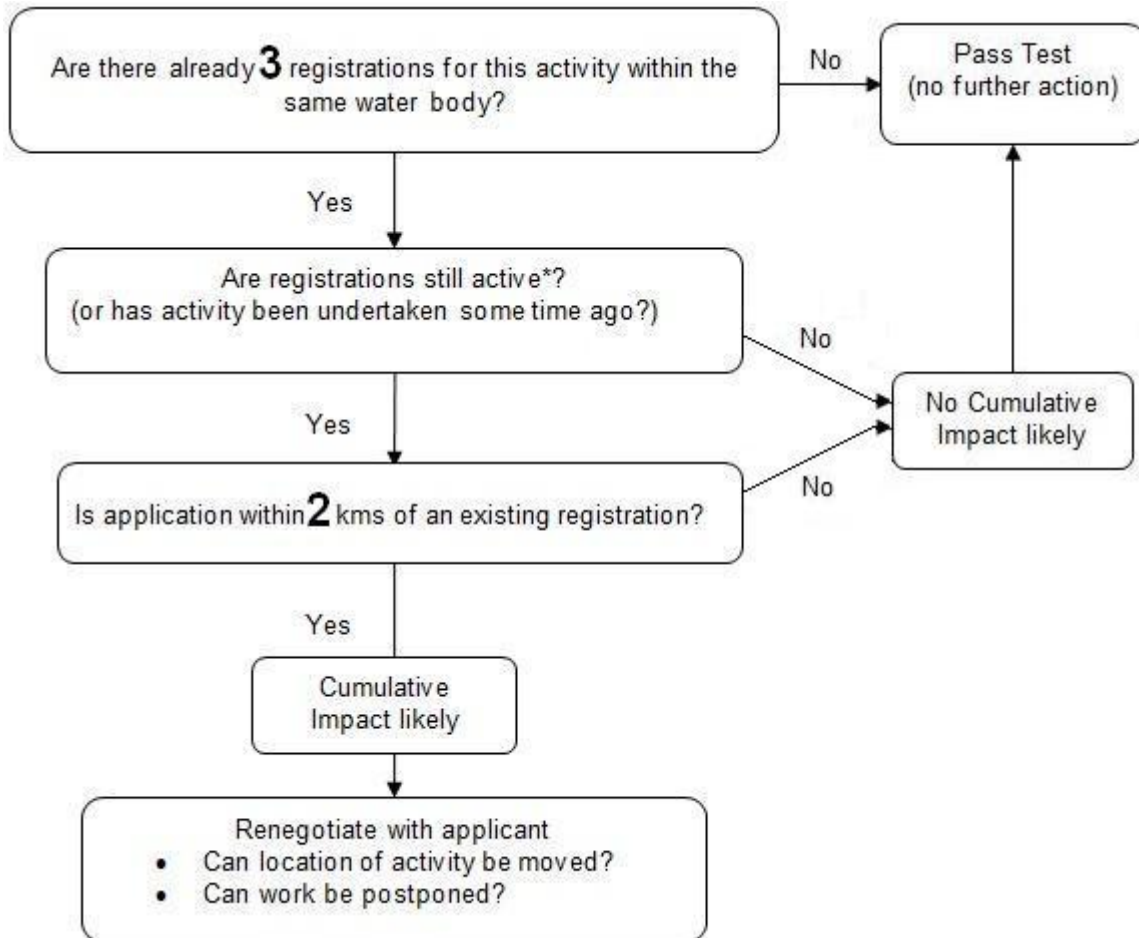 Are there already 3 registrations for this activity within the
same water body?
No
Pass Test
(no further action)
Yes
Are registrations still active*?
(or has activity been undertaken some time ago?)
No
No Cumulative
Impact likely
Yes
Is application within 2 kms of an existing registration?
No
Yes
Cumulative
Impact likely
Renegotiate with applicant
• Can location of activity be moved?
• Can work be postponed?